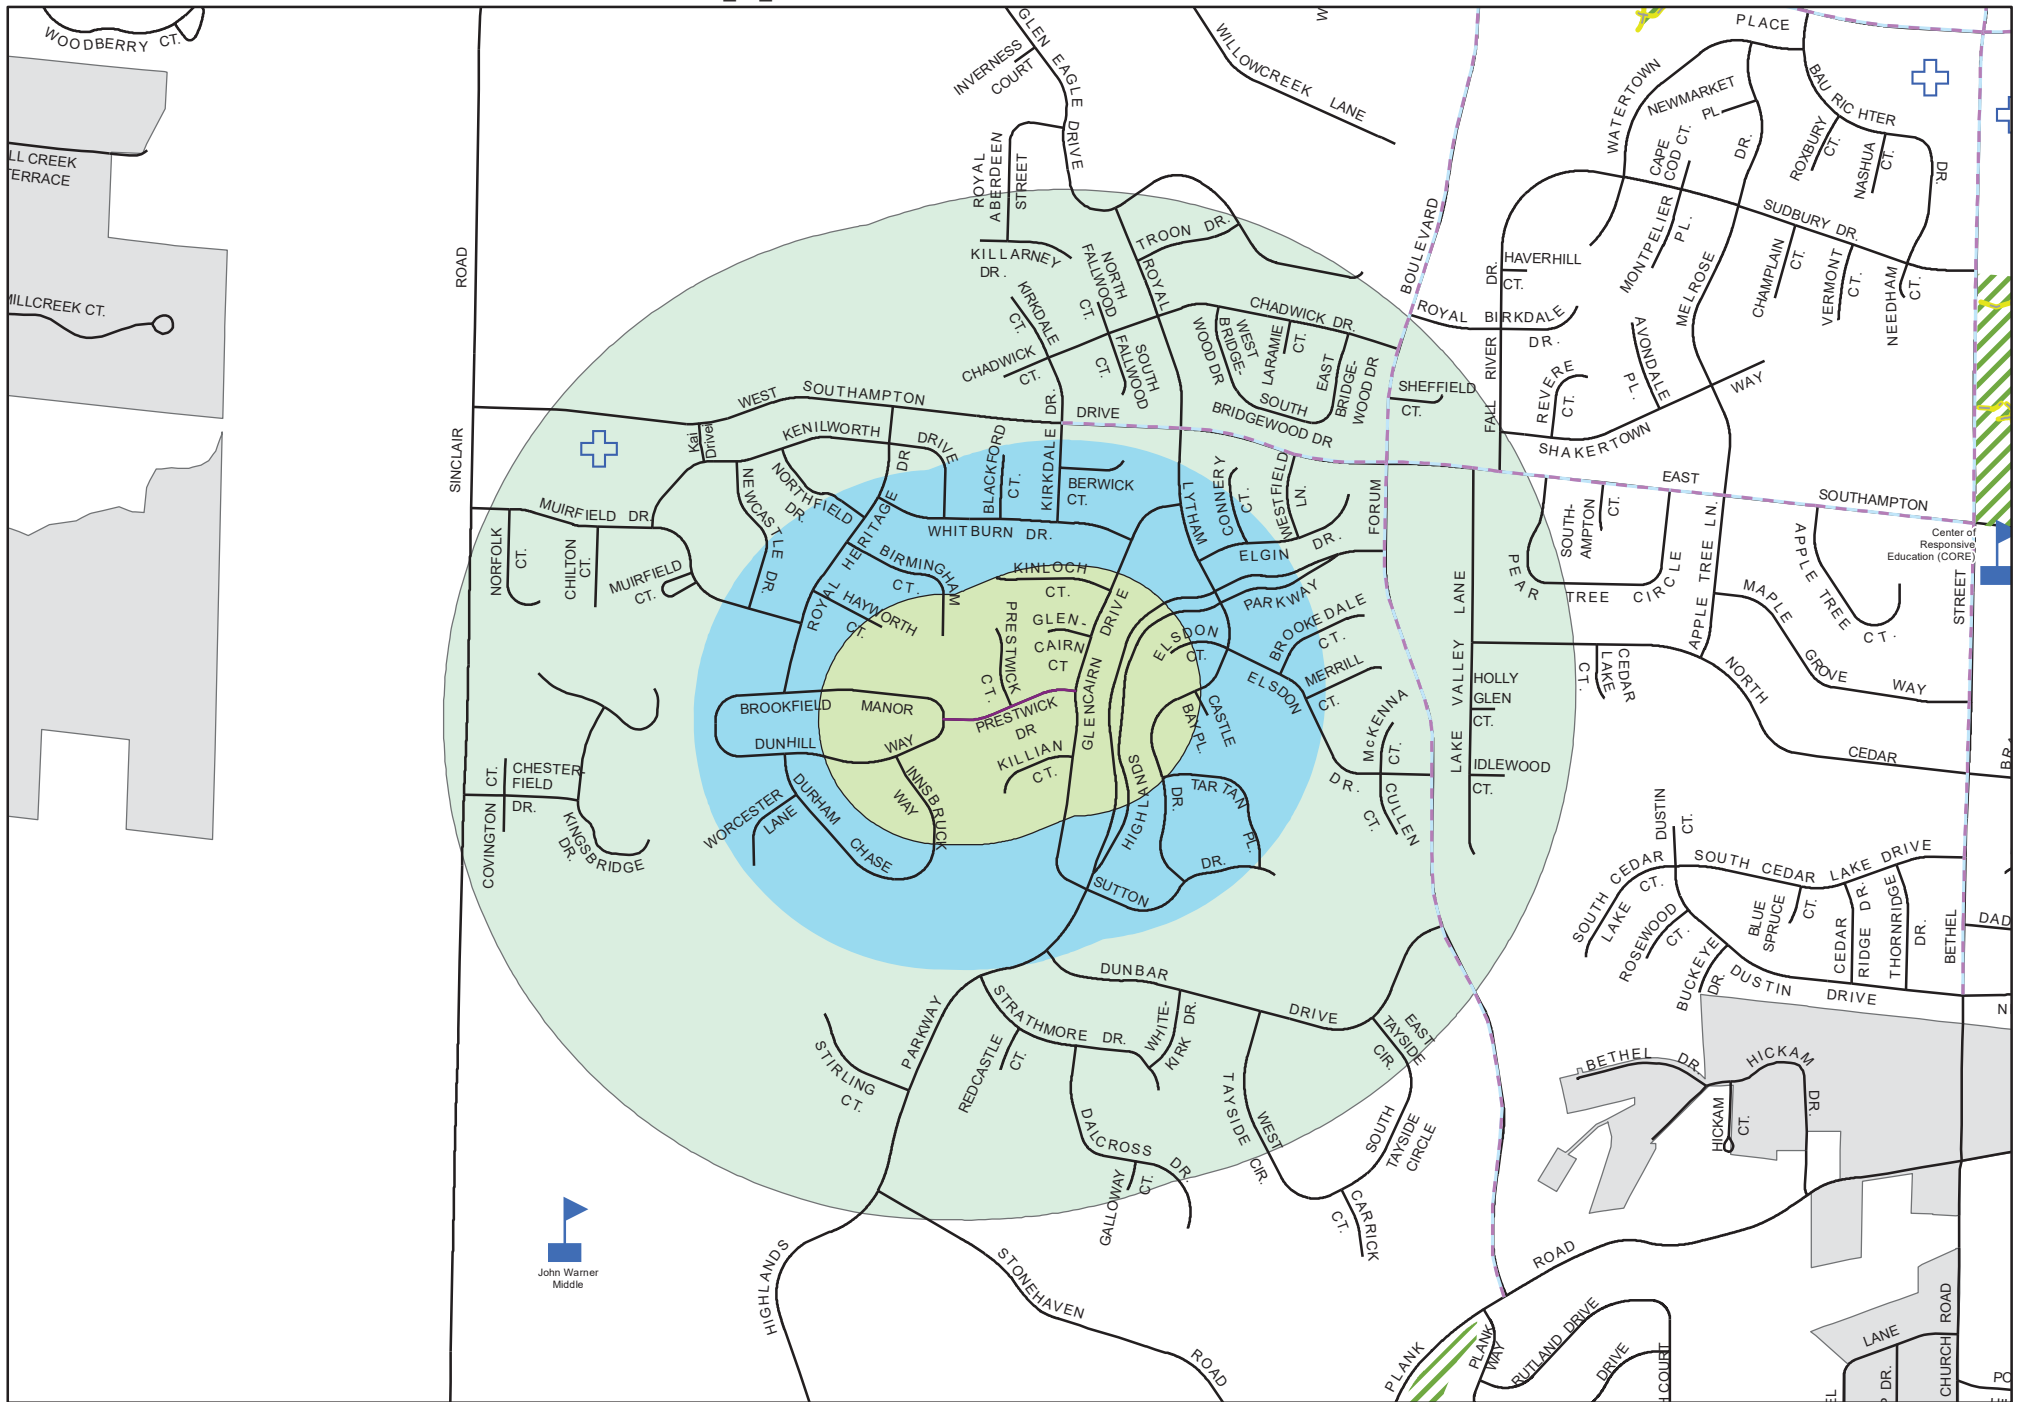 WOODBERRY CT.
LL CREEK
ERRACE
MILLCREEK CT.
INVERNESS
COURT
GLEN EAGLE DRIVE
WILLOWCREEK LANE
W
PLACE
WATERTOWN
NEWMARKET
PL.
BAU RICHTER
DR.
ROXBURY
CT.
NASHUA
CT.
CAPE
COD CT.
DR.
ROYAL
ABERDEEN
STREET
KILLARNEY
DR.
NORTH
FALLWOOD
CT.
KIRKDALE
CT.
TROON DR.
ROYAL
BOULEVARD
MONTPELIER
PL.
SUDBURY DR.
CHAMPLAIN
CT.
VERMONT
CT.
NEEDHAM
CT.
HAVERHILL
CT.
DR.
ROYAL BIRKDALE
DR.
MELROSE
AVONDALE
PL.
REVERE
CT.
FALL RIVER
SHAKERTOWN
WAY
ROAD
SINCLAIR
CHADWICK
CT.
SOUTH
FALLWOOD
CT.
CHADWICK DR.
WEST
BRIDGE-
WOOD DR
LARAMIE
CT.
EAST
BRIDGE-
WOOD DR
SOUTH
BRIDGEWOOD DR
SHEFFIELD
CT.
WEST SOUTHAMPTON
DRIVE
Kai
Drive
KENILWORTH
DRIVE
DR.
KIRKDALE DR.
BLACKFORD
CT.
BERWICK
CT.
CONNERY
CT.
WESTFIELD
LN.
LYTHAM
FORUM
EAST
SOUTHAMPTON
MUIRFIELD DR.
NORFOLK
CT.
CHILTON
CT.
MUIRFIELD
CT.
NEWCASTLE DR.
NORTHFIELD
DR.
ROYAL HERITAGE
WHITBURN DR.
ELGIN DR.
BIRMINGHAM
CT.
HAYWORTH
CT.
KINLOCH
CT.
PRESTWICK
CT.
GLEN-
CAIRN
CT
GLENCAIRN DRIVE
PARKWAY
ELSDON
CT.
BROOKEDALE
CT.
MERRILL
CT.
ELSDON
DR.
McKENNA
CT.
CULLEN
CT.
LAKE VALLEY LANE
HOLLY
GLEN
CT.
IDLEWOOD
CT.
PEAR TREE CIRCLE
SOUTH-
AMPTON
CT.
APPLE TREE LN.
APPLE TREE
CT.
MAPLE GROVE WAY
Center of
Responsive
Education (CORE)
STREET
CEDAR
LAKE
CT.
NORTH
CEDAR
BROOKFIELD MANOR
DUNHILL WAY
PRESTWICK
DR
KILLIAN
CT.
INNSBRUCK
WAY
DURHAM CHASE
WORCESTER
LANE
CASTLE
BAY PL.
HIGHLANDS
TARTAN
PL.
DR.
DR.
SUTTON
CHESTER-
FIELD
DR.
COVINGTON CT.
KINGSBRIDGE
DR.
DUNBAR
DRIVE
STRATHMORE DR.
WHITE-
KIRK DR.
REDCASTLE
CT.
STIRLING
CT.
PARKWAY
DALCROSS DR.
GALLOWAY
CT.
TAYSIDE
WEST
CIR.
EAST
TAYSIDE
CIR.
SOUTH
TAYSIDE
CIRCLE
CARRICK
CT.
HIGHLANDS
STONEHAVEN
ROAD
John Warner
Middle
DUSTIN
CT.
SOUTH CEDAR
LAKE CT.
SOUTH CEDAR LAKE DRIVE
ROSEWOOD
CT.
BUCKEYE
DR.
BLUE
SPRUCE
CT.
CEDAR
RIDGE DR.
THORNRIDGE
DR.
DUSTIN DRIVE
BETHEL
DAD
N
BETHEL DR.
HICKAM
DR.
HICKAM
CT.
ROAD
PLANK
PLANK
WAY
RUTLAND DRIVE
DRIVE
H COURT
LANE
CHURCH ROAD
DR.
EL
PO